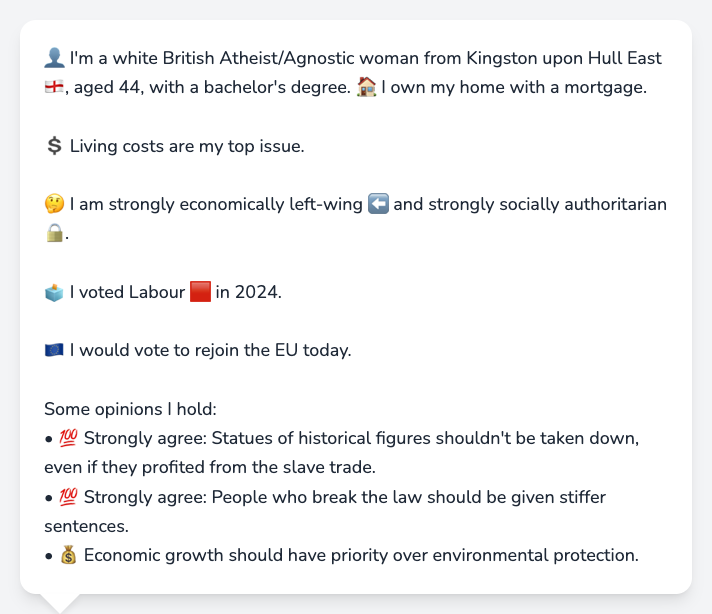 👤 I'm a white British Atheist/Agnostic woman from Kingston upon Hull East
🏴󠁧󠁢󠁥󠁮󠁧󠁿, aged 44, with a bachelor's degree. 🏠 I own my home with a mortgage.
💲 Living costs are my top issue.
🤔 I am strongly economically left-wing ⬅️ and strongly socially authoritarian
🔒.
🗳️ I voted Labour 🟥 in 2024.
🇪🇺 I would vote to rejoin the EU today.
Some opinions I hold:
• 💯 Strongly agree: Statues of historical figures shouldn't be taken down,
even if they profited from the slave trade.
• 💯 Strongly agree: People who break the law should be given stiffer
sentences.
• 💰 Economic growth should have priority over environmental protection.